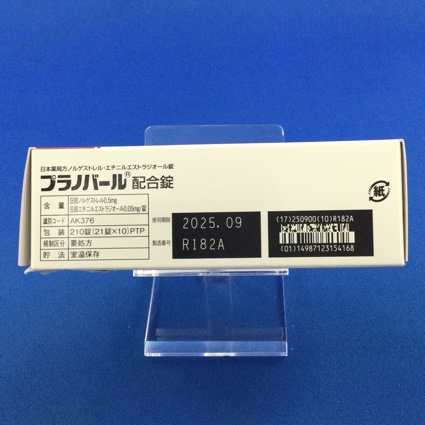 日本薬局方ノルゲストレル・エチニルエストラジオール錠
プラノバール® 配合錠
含 量 日局ノルゲストレル0.5mg
日局エチニルエストラジオール0.05mg/錠
識別コード AK376
包 装 210錠(21錠×10)PTP
規制区分 要処方
貯 法 室温保存
使用期限 2025.09
製造番号 R182A
(17)250900(10)R182A
(01)14987123154168
紙